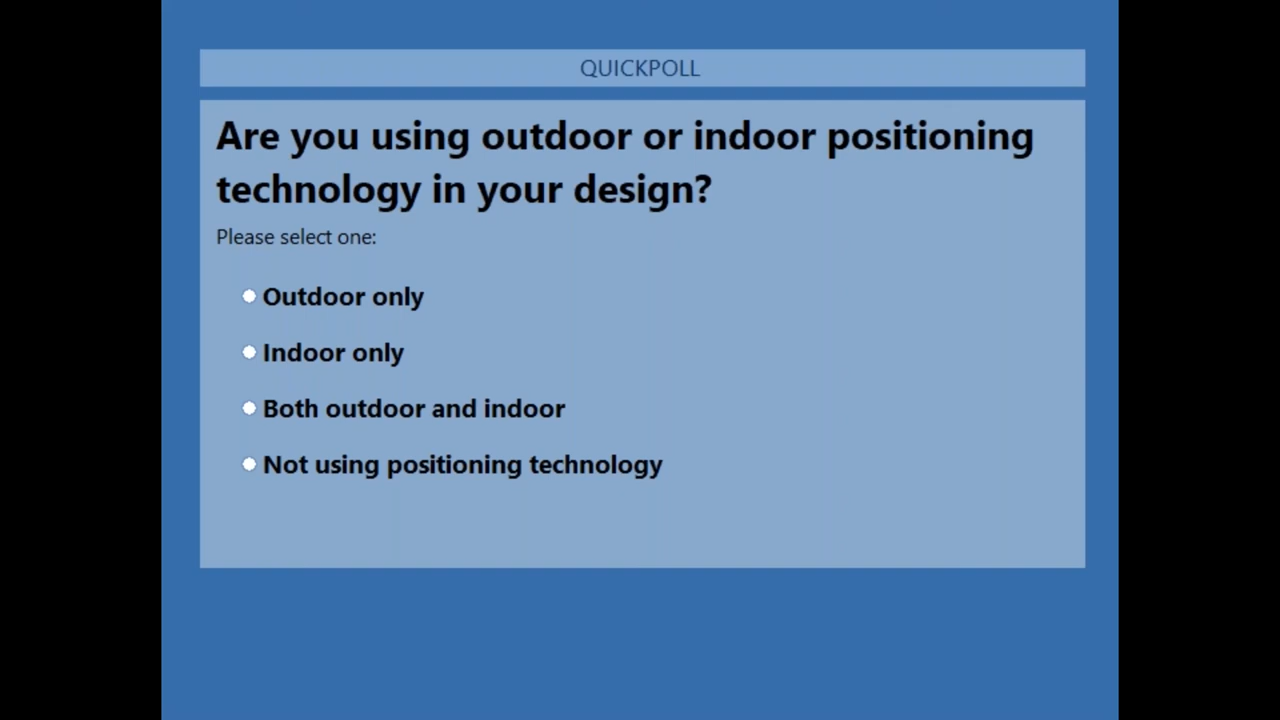 QUICKPOLL
Are you using outdoor or indoor positioning
technology in your design?
Please select one:
Outdoor only
Indoor only
Both outdoor and indoor
Not using positioning technology